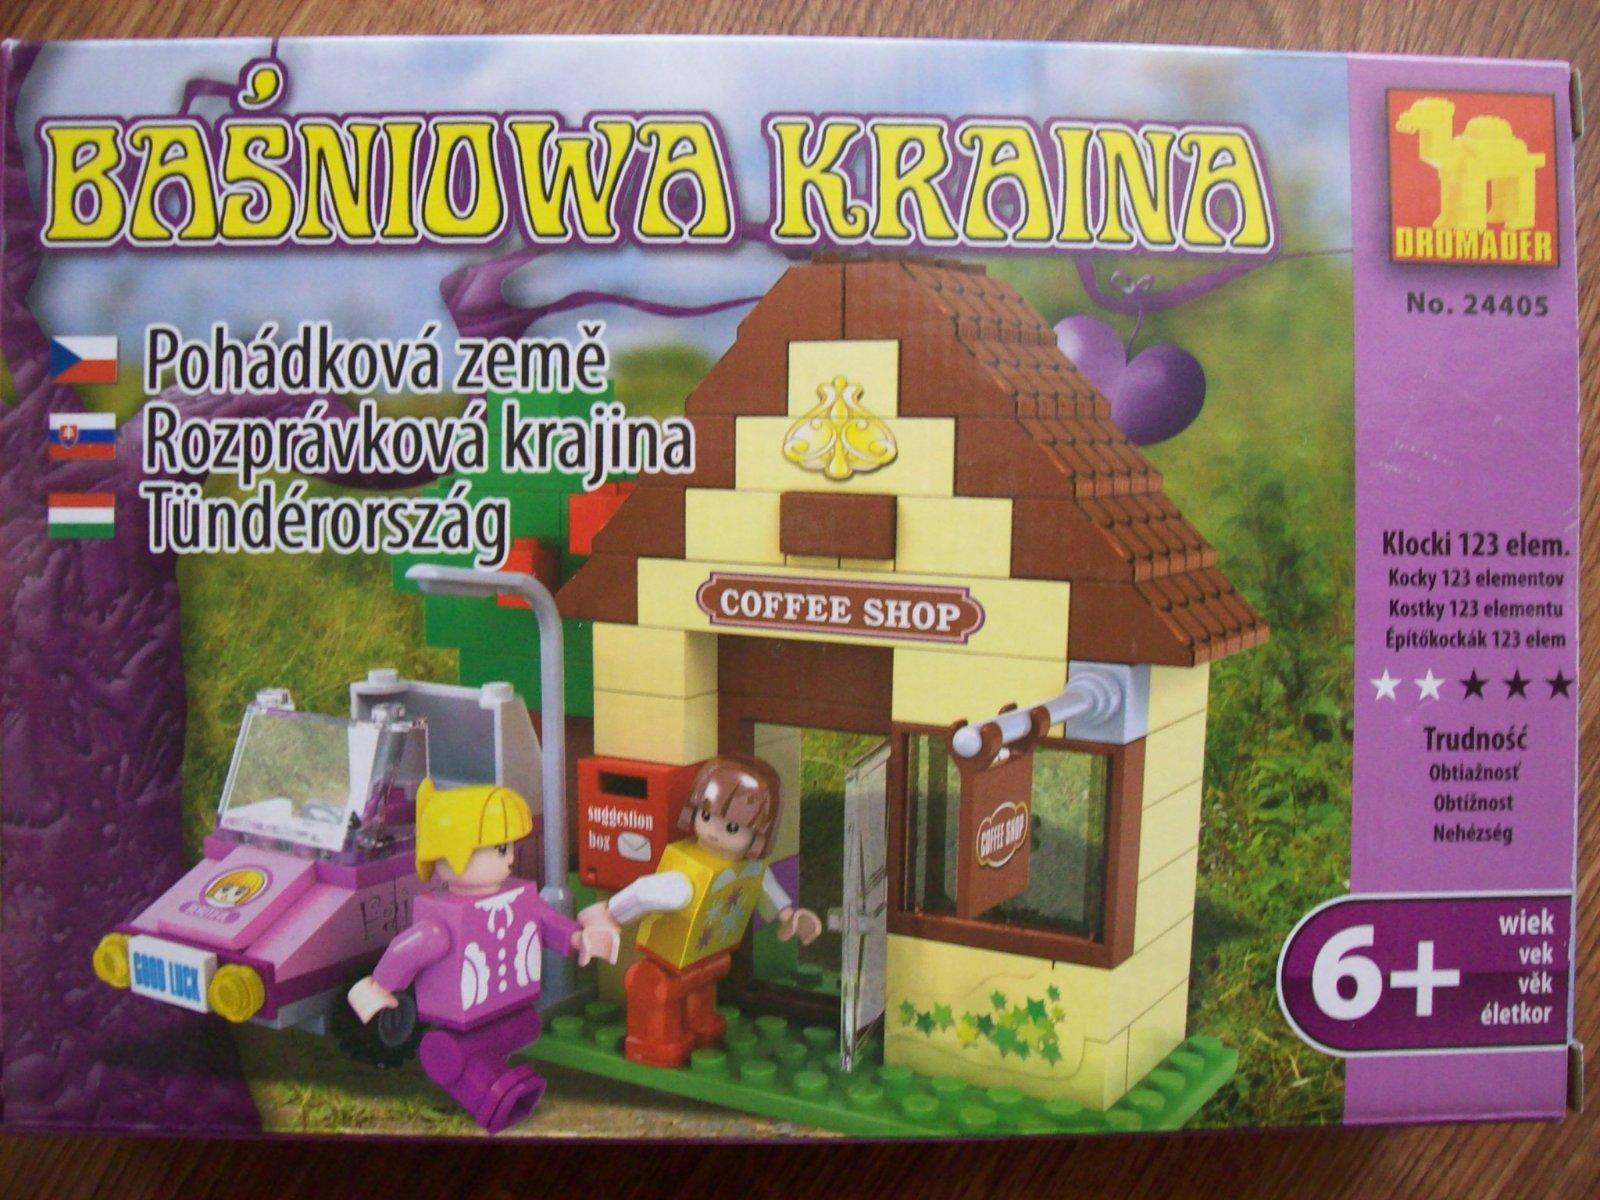 BAŚNIOWA KRAINA
DROMADER
No. 24405
Pohádková země
Rozprávková krajina
Tündérország
Klocki 123 elem.
Kocky 123 elementov
Kostky 123 elementu
Építőkockák 123 elem
Trudność
Obtiažnosť
Obtížnost
Nehézség
6+
wiek
vek
věk
életkor
COFFEE SHOP
suggestion
box
COFFEE SHOP
GOOD LUCK